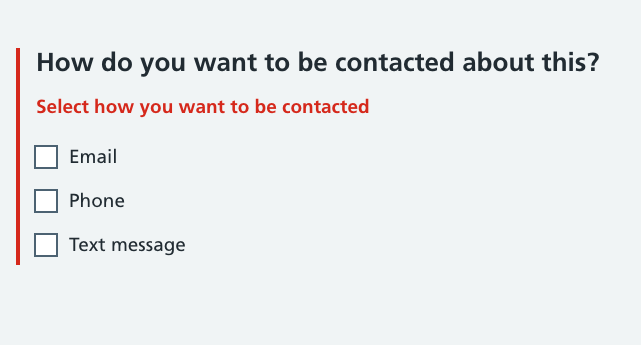 How do you want to be contacted about this?
Select how you want to be contacted
Email
Phone
Text message